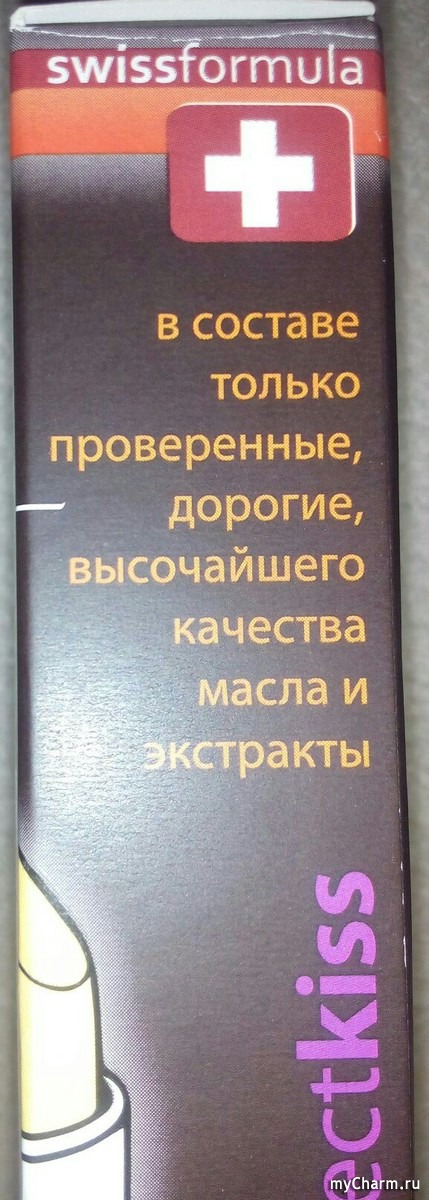 swissformula
в составе
только
проверенные,
дорогие,
высочайшего
качества
масла и
экстракты
ectkiss
myCharm.ru